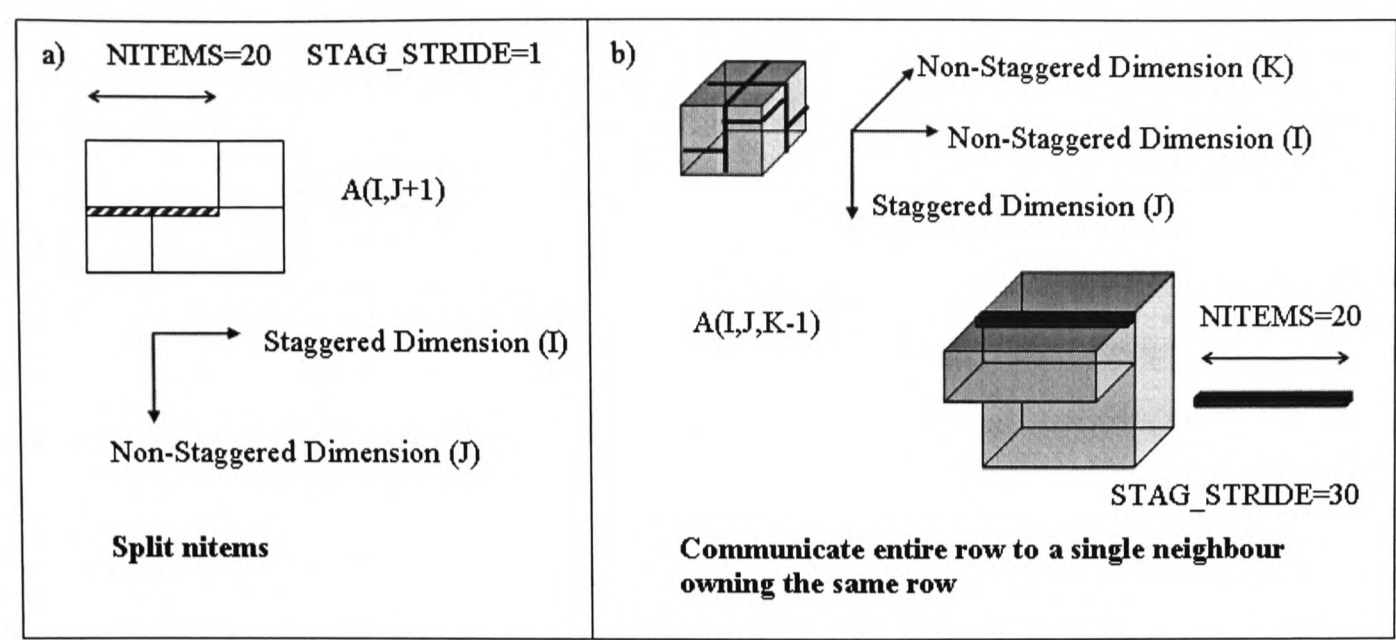 a) NITEMS=20 STAG_STRIDE=1
A(I,J+1)
Staggered Dimension (I)
Non-Staggered Dimension (J)
Split nitems
b)
Non-Staggered Dimension (K)
Non-Staggered Dimension (I)
Staggered Dimension (J)
A(I,J,K-1)
NITEMS=20
STAG_STRIDE=30
Communicate entire row to a single neighbour
owning the same row